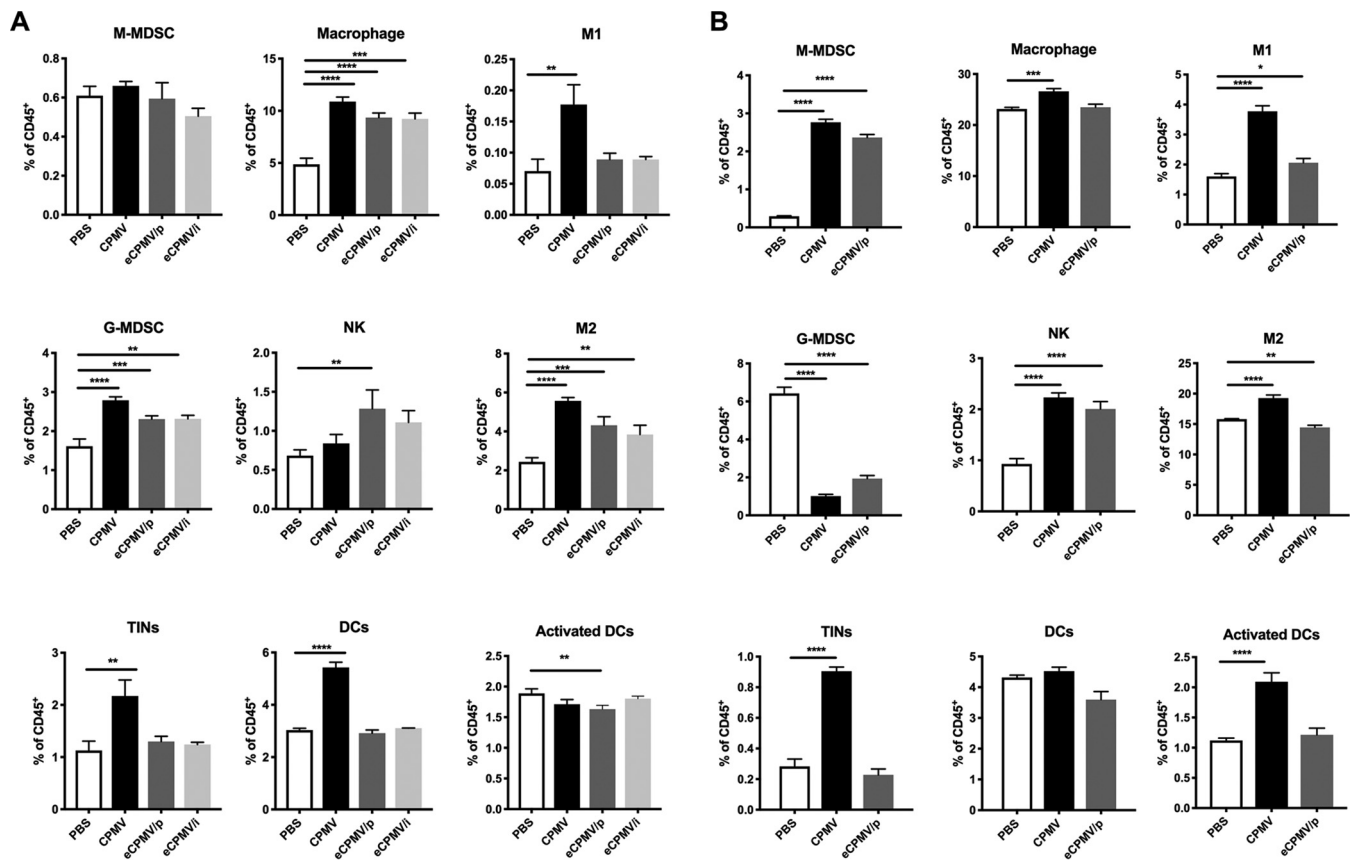 A
M-MDSC
% of CD45+
0.8
0.6
0.4
0.2
0.0
PBS
CPMV
eCPMV/p
eCPMV/i
Macrophage
% of CD45+
15
10
5
0
***
****
****
PBS
CPMV
eCPMV/p
eCPMV/i
M1
% of CD45+
0.25
0.20
0.15
0.10
0.05
0.00
**
PBS
CPMV
eCPMV/p
eCPMV/i
G-MDSC
% of CD45+
4
3
2
1
0
**
***
****
PBS
CPMV
eCPMV/p
eCPMV/i
NK
% of CD45+
2.0
1.5
1.0
0.5
0.0
**
PBS
CPMV
eCPMV/p
eCPMV/i
M2
% of CD45+
8
6
4
2
0
**
***
****
PBS
CPMV
eCPMV/p
eCPMV/i
TINs
% of CD45+
3
2
1
0
**
PBS
CPMV
eCPMV/p
eCPMV/i
DCs
% of CD45+
6
4
2
0
****
PBS
CPMV
eCPMV/p
eCPMV/i
Activated DCs
% of CD45+
2.5
2.0
1.5
1.0
0.5
0.0
**
PBS
CPMV
eCPMV/p
eCPMV/i
B
M-MDSC
% of CD45+
4
3
2
1
0
****
****
PBS
CPMV
eCPMV/p
Macrophage
% of CD45+
30
20
10
0
***
PBS
CPMV
eCPMV/p
M1
% of CD45+
5
4
3
2
1
0
*
****
PBS
CPMV
eCPMV/p
G-MDSC
% of CD45+
8
6
4
2
0
****
****
PBS
CPMV
eCPMV/p
NK
% of CD45+
3
2
1
0
****
****
PBS
CPMV
eCPMV/p
M2
% of CD45+
25
20
15
10
5
0
**
****
PBS
CPMV
eCPMV/p
TINs
% of CD45+
1.0
0.8
0.6
0.4
0.2
0.0
****
PBS
CPMV
eCPMV/p
DCs
% of CD45+
5
4
3
2
1
0
PBS
CPMV
eCPMV/p
Activated DCs
% of CD45+
2.5
2.0
1.5
1.0
0.5
0.0
****
PBS
CPMV
eCPMV/p